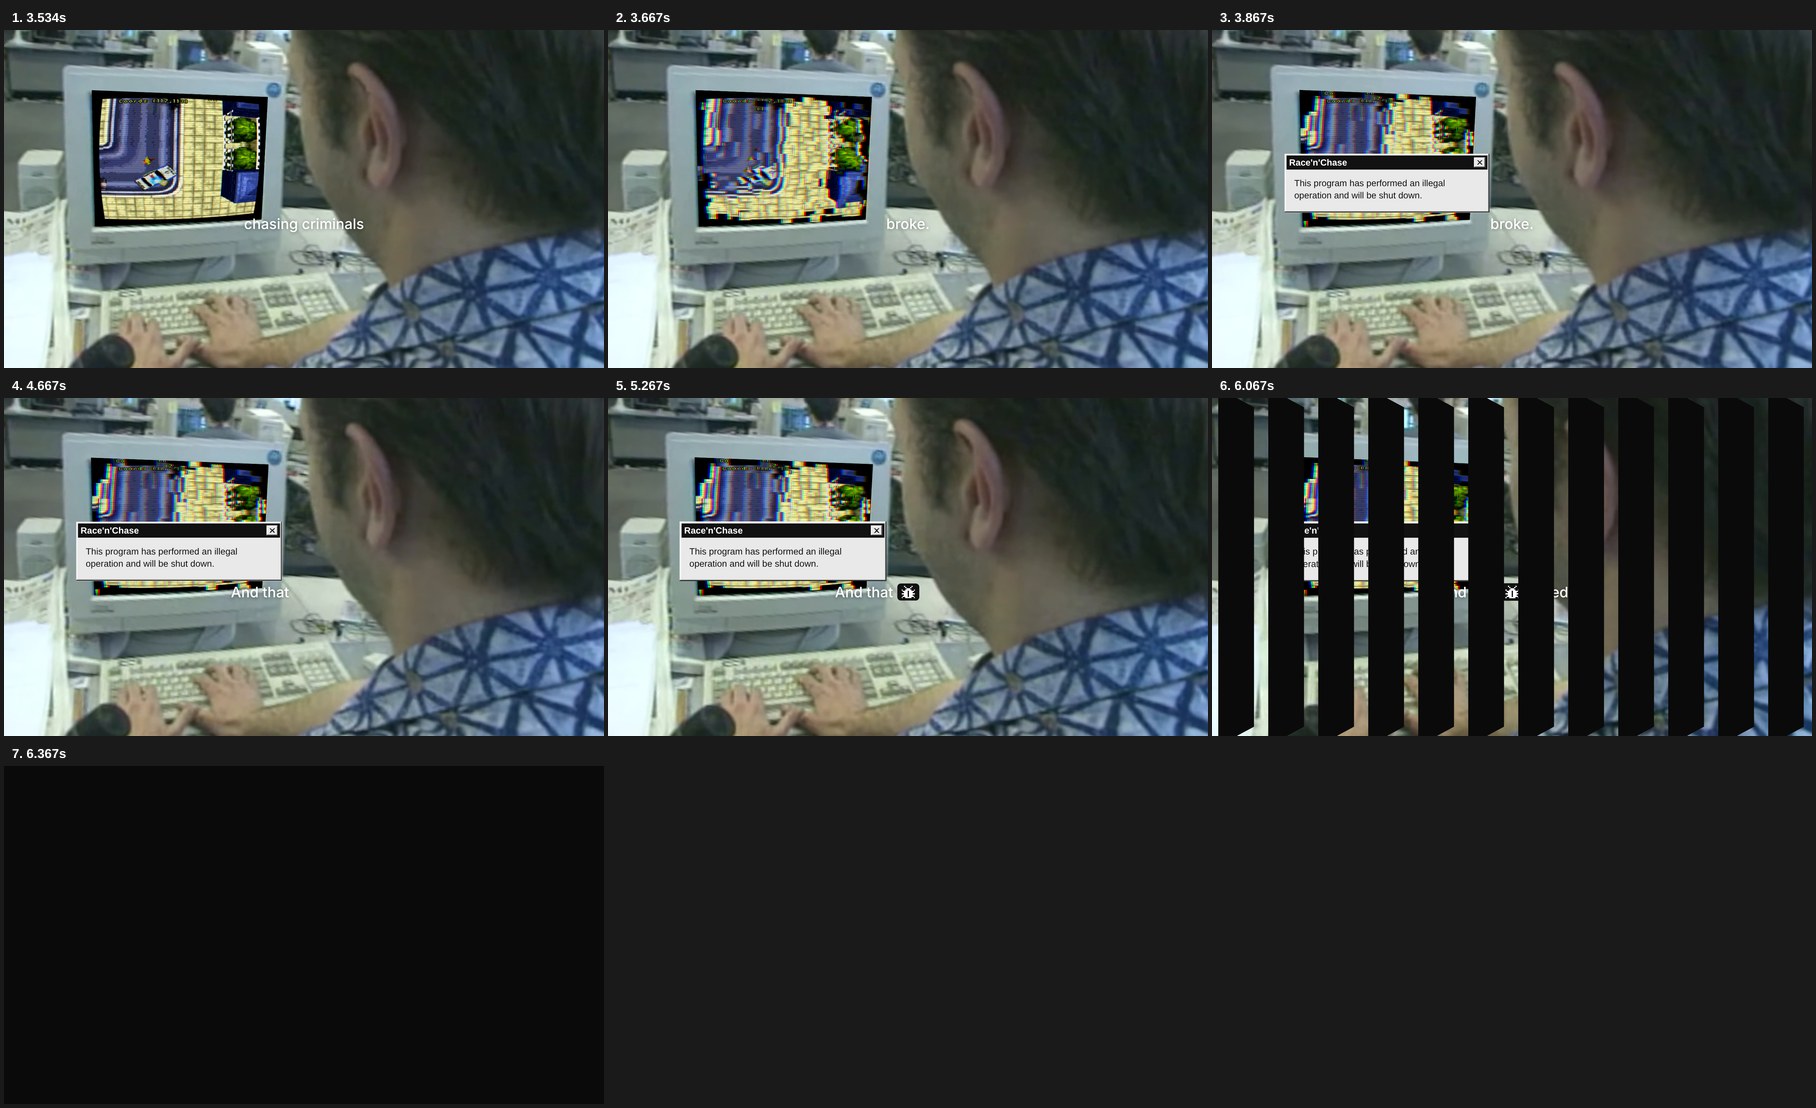 1. 3.534s
2. 3.667s
3. 3.867s
chasing criminals
broke.
Race'n'Chase
This program has performed an illegal
operation and will be shut down.
broke.
4. 4.667s
5. 5.267s
6. 6.067s
Race'n'Chase
This program has performed an illegal
operation and will be shut down.
And that
Race'n'Chase
This program has performed an illegal
operation and will be shut down.
And that
7. 6.367s